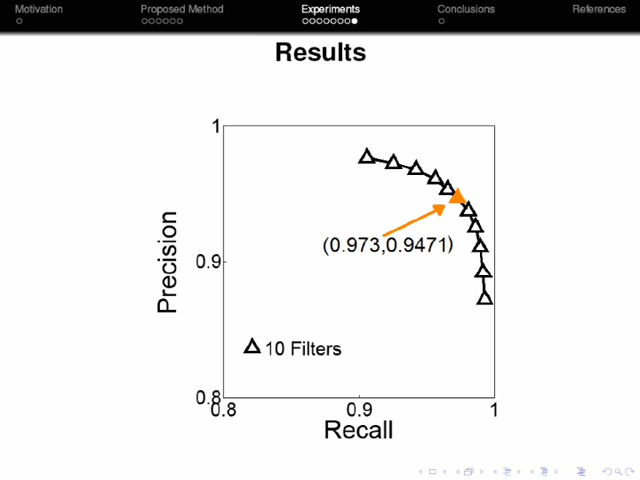 Motivation Proposed Method Experiments Conclusions References
Results
1
0.9
0.8
Precision
(0.973,0.9471)
10 Filters
0.8 0.9 1
Recall